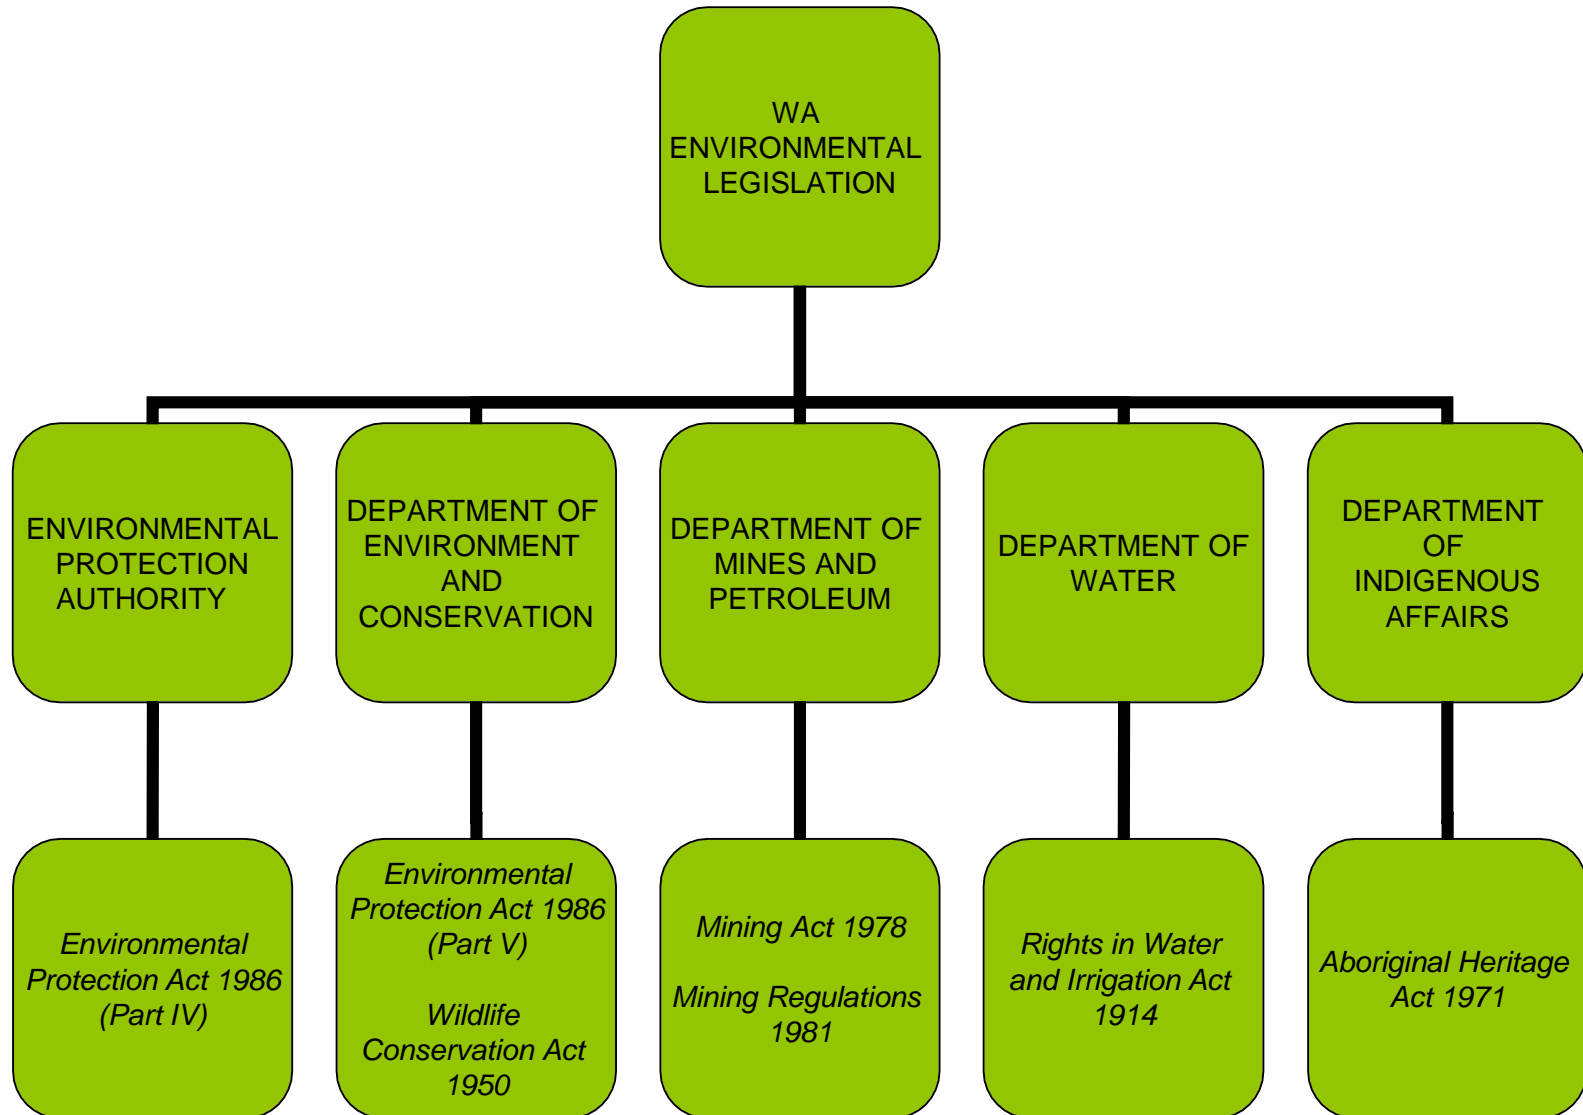 WA
ENVIRONMENTAL
LEGISLATION
ENVIRONMENTAL
PROTECTION
AUTHORITY
DEPARTMENT OF
ENVIRONMENT
AND
CONSERVATION
DEPARTMENT OF
MINES AND
PETROLEUM
DEPARTMENT OF
WATER
DEPARTMENT
OF
INDIGENOUS
AFFAIRS
Environmental
Protection Act 1986
(Part IV)
Environmental
Protection Act 1986
(Part V)
Wildlife
Conservation Act
1950
Mining Act 1978
Mining Regulations
1981
Rights in Water
and Irrigation Act
1914
Aboriginal Heritage
Act 1971